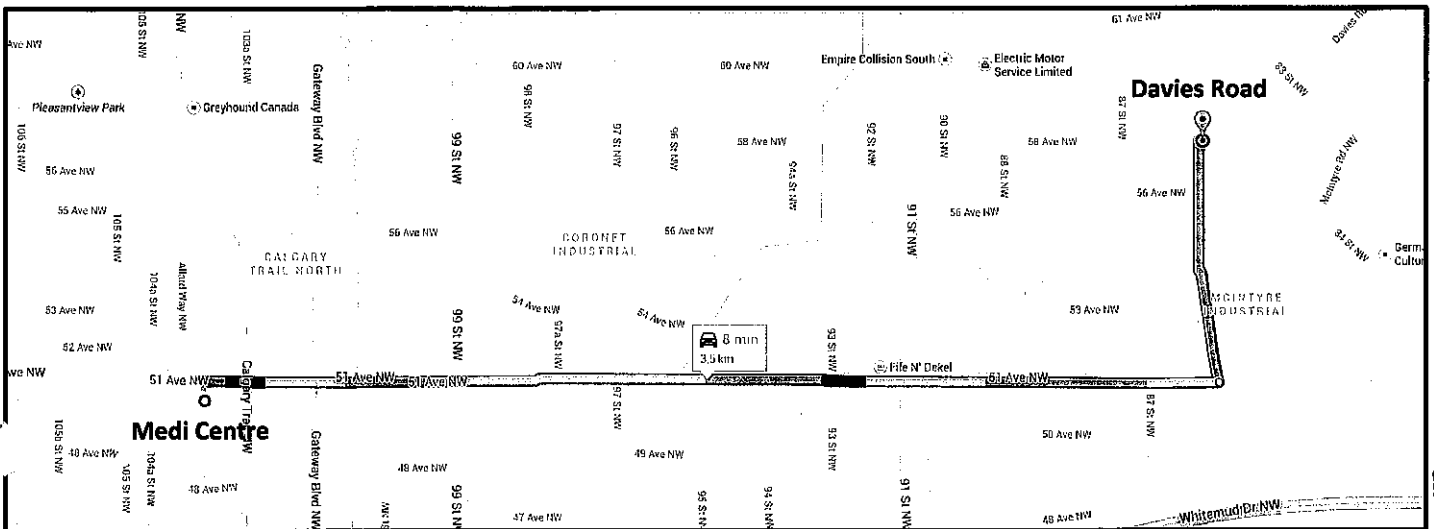 61 Ave NW
105 St NW
Ave NW
103a St NW
Gateway Blvd NW
60 Ave NW
60 Ave NW
Empire Collision South
Electric Motor
Service Limited
83 St NW
Davies Road
Pleasantview Park
Greyhound Canada
98 St NW
87 St NW
106 St NW
99 St NW
97 St NW
96 St NW
58 Ave NW
92 St NW
90 St NW
58 Ave NW
56 Ave NW
94a St NW
88 St NW
56 Ave NW
McIntyre Rd NW
55 Ave NW
105 St NW
56 Ave NW
CORONET
INDUSTRIAL
56 Ave NW
91 St NW
56 Ave NW
84 St NW
CALGARY
TRAIL NORTH
104a St NW
Allard Way NW
53 Ave NW
54 Ave NW
54 Ave NW
53 Ave NW
MCINTYRE
INDUSTRIAL
52 Ave NW
99 St NW
97a St NW
8 min
3.5 km
93 St NW
Fife N' Dekel
51 Ave NW
Calgary Trail NW
51 Ave NW
51 Ave NW
51 Ave NW
Medi Centre
97 St NW
87 St NW
105b St NW
48 Ave NW
Gateway Blvd NW
49 Ave NW
93 St NW
50 Ave NW
105 St NW
104a St NW
48 Ave NW
48 Ave NW
99 St NW
47 Ave NW
95 St NW
94 St NW
91 St NW
48 Ave NW
Whitemud Dr NW